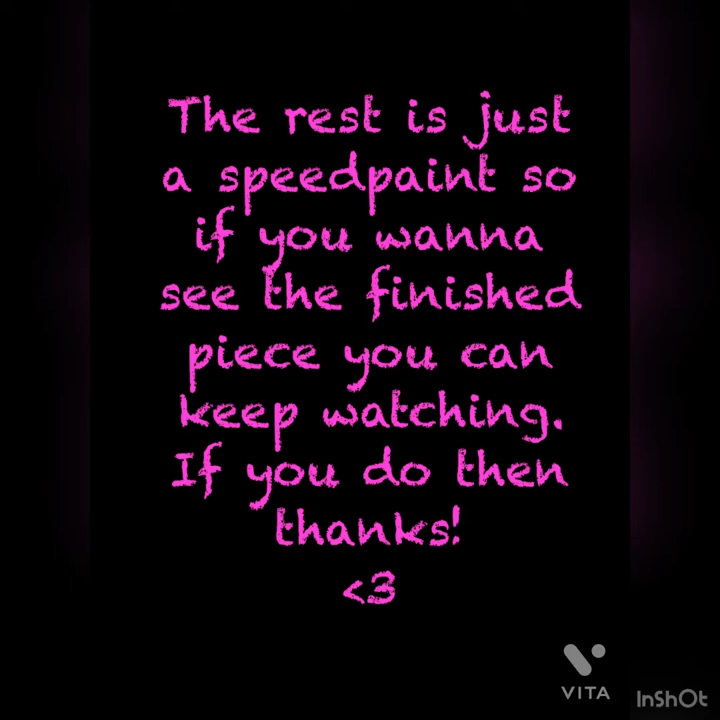 The rest is just
a speedpaint so
if you wanna
see the finished
piece you can
keep watching.
If you do then
thanks!
<3
VITA
InShOt